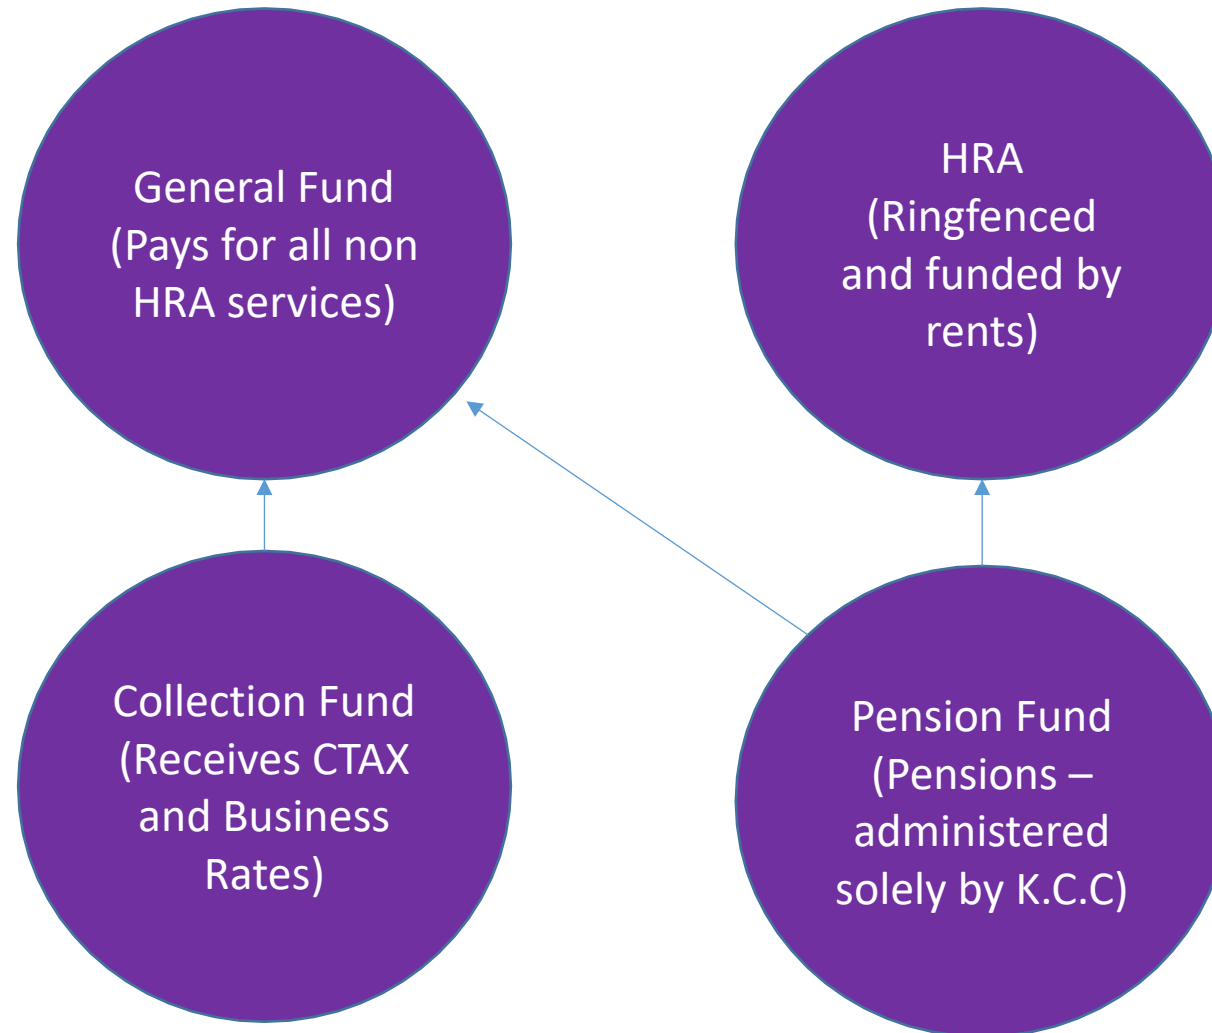 General Fund
(Pays for all non
HRA services)
HRA
(Ringfenced
and funded by
rents)
Collection Fund
(Receives CTAX
and Business
Rates)
Pension Fund
(Pensions –
administered
solely by K.C.C)